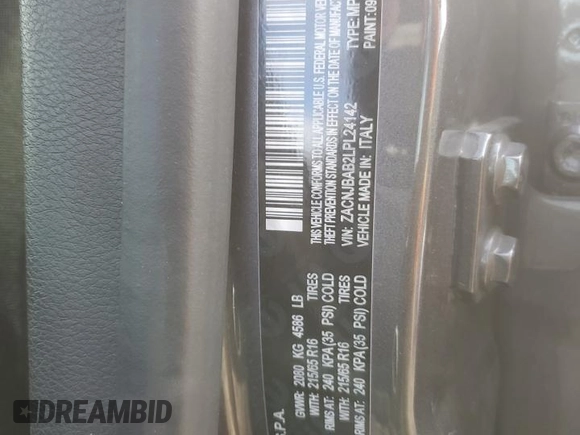 .P.A.
GVWR: 2080 KG 4586 LB
WITH: 215/65 R16 TIRES
RIMS AT: 240 KPA(35 PSI) COLD
WITH: 215/65 R16 TIRES
RIMS AT: 240 KPA(35 PSI) COLD
THIS VEHICLE CONFORMS TO ALL APPLICABLE U.S. FEDERAL MOTOR
THEFT PREVENTION STANDARDS IN EFFECT ON THE DATE OF MANUFAC
VIN: ZACNJBAB2LPL24142 TYPE: MP
VEHICLE MADE IN: ITALY PAINT: 09
DREAMBID